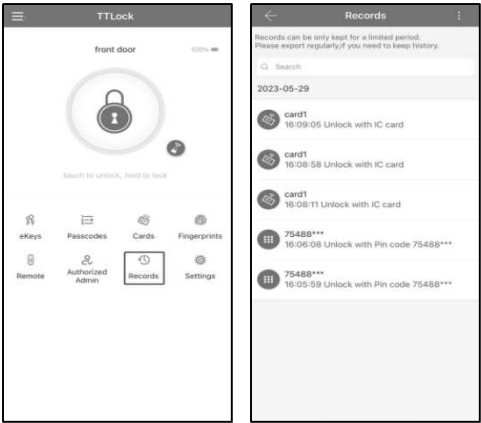 TTLock
front door
100%
touch to unlock, hold to lock
eKeys
Passcodes
Cards
Fingerprints
Remote
Authorized
Admin
Records
Settings
Records
Records can be only kept for a limited period.
Please export regularly,if you need to keep history.
Search
2023-05-29
card1
16:09:05 Unlock with IC card
card1
16:08:58 Unlock with IC card
card1
16:08:11 Unlock with IC card
75488***
16:06:08 Unlock with Pin code 75488***
75488***
16:05:59 Unlock with Pin code 75488***